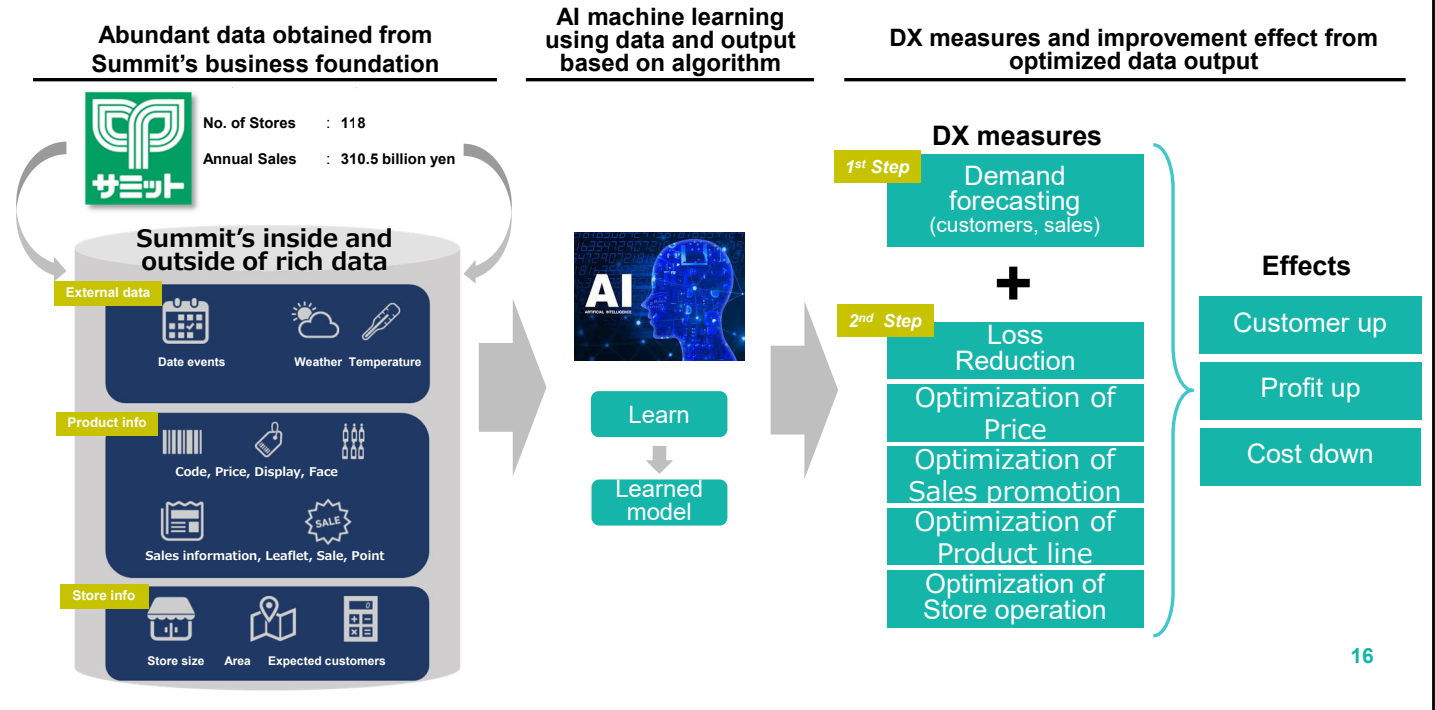 Abundant data obtained from
Summit's business foundation
AI machine learning
using data and output
based on algorithm
DX measures and improvement effect from
optimized data output
サミット
No. of Stores : 118
Annual Sales : 310.5 billion yen
Summit's inside and
outside of rich data
External data
Date events
Weather Temperature
Product info
Code, Price, Display, Face
SALE
Sales information, Leaflet, Sale, Point
Store info
Store size Area Expected customers
AI
ARTIFICIAL INTELLIGENCE
Learn
Learned
model
DX measures
1st Step
Demand
forecasting
(customers, sales)
+
2nd Step
Loss
Reduction
Optimization of
Price
Optimization of
Sales promotion
Optimization of
Product line
Optimization of
Store operation
Effects
Customer up
Profit up
Cost down
16